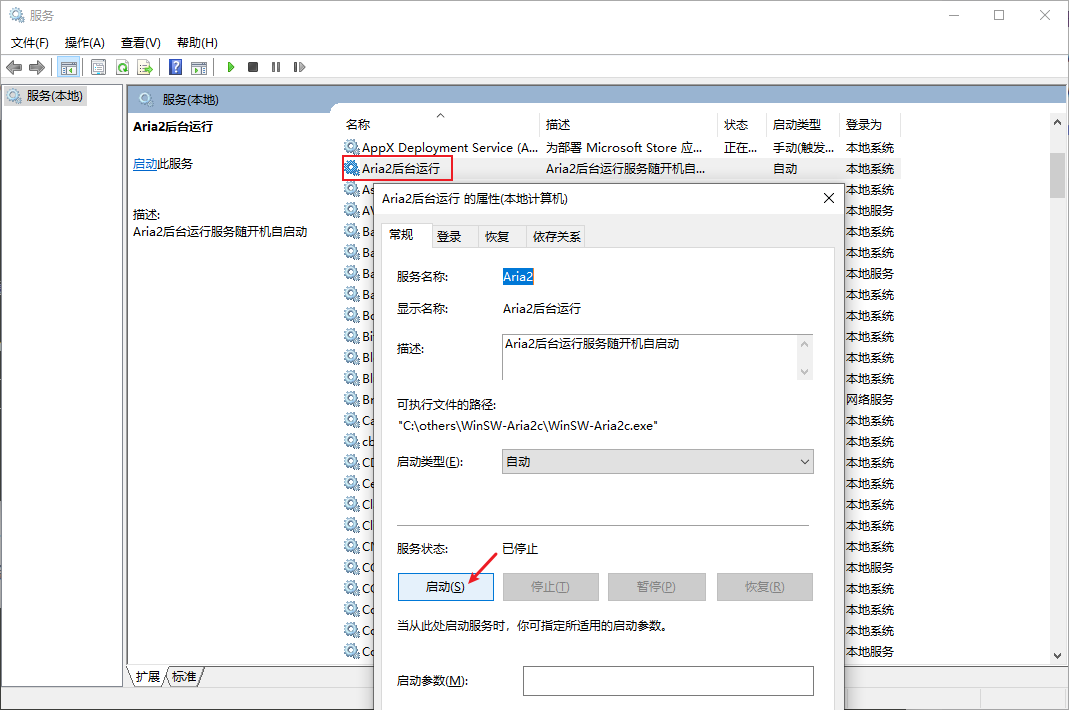 服务
文件(F) 操作(A) 查看(V) 帮助(H)
服务(本地)
服务(本地)
Aria2后台运行
启动此服务
描述:
Aria2后台运行服务随开机自启动
名称 描述 状态 启动类型 登录为
AppX Deployment Service (A... 为部署 Microsoft Store 应... 正在... 手动(触发... 本地系统
Aria2后台运行 Aria2后台运行服务随开机自... 自动 本地系统
As 本地系统
AV 本地服务
Ba 本地系统
Ba 本地系统
Ba 本地服务
Ba 本地系统
Bo 本地系统
Bi 本地系统
Bl 本地系统
Bl 本地系统
Br 网络服务
Ca 本地系统
cb 本地系统
CD 本地系统
Ce 本地系统
Cl 本地系统
Cl 本地系统
CN 本地系统
CO 本地服务
CO 本地系统
Co 本地系统
Co 本地系统
Co 本地服务
Aria2后台运行 的属性(本地计算机)
常规 登录 恢复 依存关系
服务名称: Aria2
显示名称: Aria2后台运行
描述: Aria2后台运行服务随开机自启动
可执行文件的路径:
"C:\others\WinSW-Aria2c\WinSW-Aria2c.exe"
启动类型(E): 自动
服务状态: 已停止
启动(S) 停止(T) 暂停(P) 恢复(R)
当从此处启动服务时，你可指定所适用的启动参数。
启动参数(M):
扩展 标准